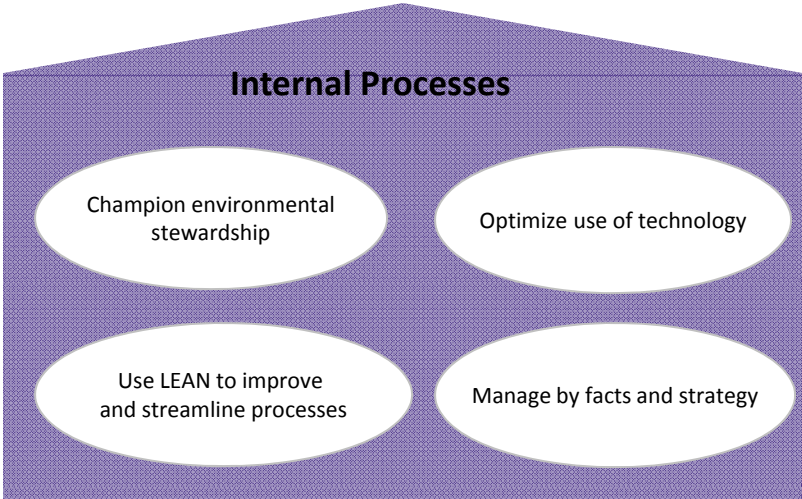 Internal Processes
Champion environmental
stewardship
Optimize use of technology
Use LEAN to improve
and streamline processes
Manage by facts and strategy